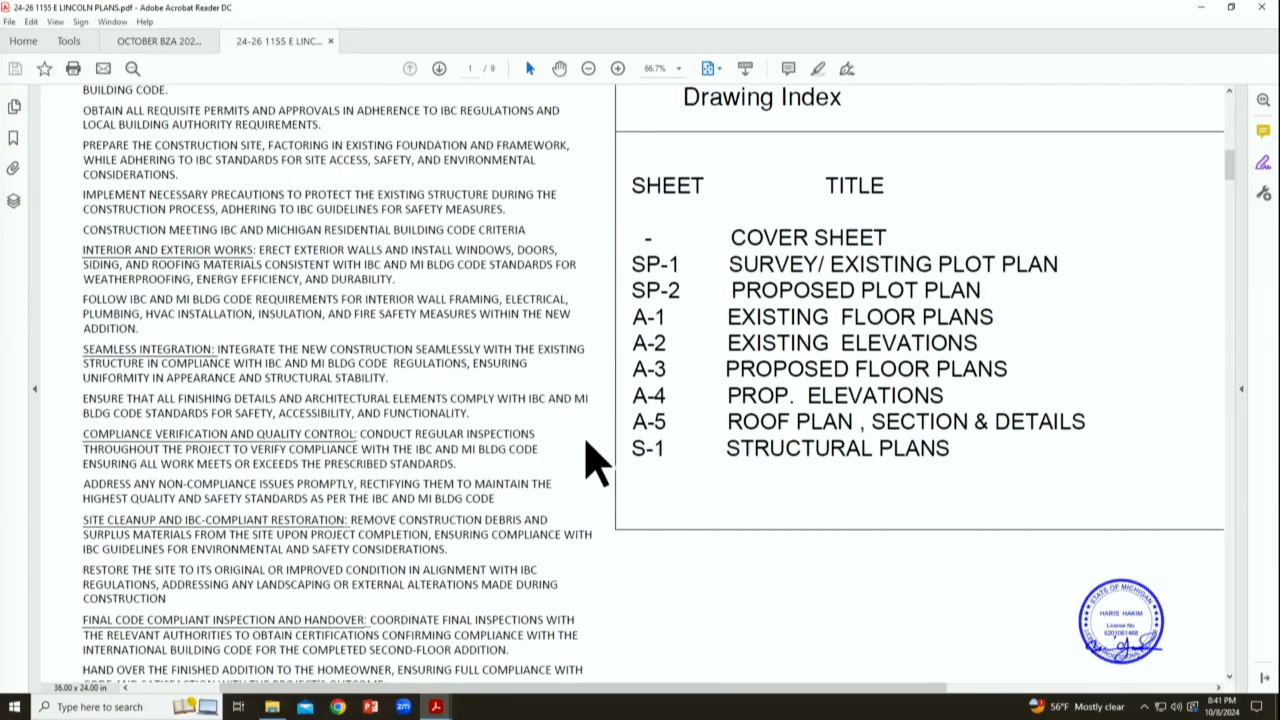 24-26 1155 E LINCOLN PLANS.pdf - Adobe Acrobat Reader DC
File Edit View Sign Window Help
Home Tools OCTOBER BZA 202... 24-26 1155 E LINC... ×
1 / 9 66.7%
BUILDING CODE.
OBTAIN ALL REQUISITE PERMITS AND APPROVALS IN ADHERENCE TO IBC REGULATIONS AND
LOCAL BUILDING AUTHORITY REQUIREMENTS.
PREPARE THE CONSTRUCTION SITE, FACTORING IN EXISTING FOUNDATION AND FRAMEWORK,
WHILE ADHERING TO IBC STANDARDS FOR SITE ACCESS, SAFETY, AND ENVIRONMENTAL
CONSIDERATIONS.
IMPLEMENT NECESSARY PRECAUTIONS TO PROTECT THE EXISTING STRUCTURE DURING THE
CONSTRUCTION PROCESS, ADHERING TO IBC GUIDELINES FOR SAFETY MEASURES.
CONSTRUCTION MEETING IBC AND MICHIGAN RESIDENTIAL BUILDING CODE CRITERIA
INTERIOR AND EXTERIOR WORKS: ERECT EXTERIOR WALLS AND INSTALL WINDOWS, DOORS,
SIDING, AND ROOFING MATERIALS CONSISTENT WITH IBC AND MI BLDG CODE STANDARDS FOR
WEATHERPROOFING, ENERGY EFFICIENCY, AND DURABILITY.
FOLLOW IBC AND MI BLDG CODE REQUIREMENTS FOR INTERIOR WALL FRAMING, ELECTRICAL,
PLUMBING, HVAC INSTALLATION, INSULATION, AND FIRE SAFETY MEASURES WITHIN THE NEW
ADDITION.
SEAMLESS INTEGRATION: INTEGRATE THE NEW CONSTRUCTION SEAMLESSLY WITH THE EXISTING
STRUCTURE IN COMPLIANCE WITH IBC AND MI BLDG CODE REGULATIONS, ENSURING
UNIFORMITY IN APPEARANCE AND STRUCTURAL STABILITY.
ENSURE THAT ALL FINISHING DETAILS AND ARCHITECTURAL ELEMENTS COMPLY WITH IBC AND MI
BLDG CODE STANDARDS FOR SAFETY, ACCESSIBILITY, AND FUNCTIONALITY.
COMPLIANCE VERIFICATION AND QUALITY CONTROL: CONDUCT REGULAR INSPECTIONS
THROUGHOUT THE PROJECT TO VERIFY COMPLIANCE WITH THE IBC AND MI BLDG CODE
ENSURING ALL WORK MEETS OR EXCEEDS THE PRESCRIBED STANDARDS.
ADDRESS ANY NON-COMPLIANCE ISSUES PROMPTLY, RECTIFYING THEM TO MAINTAIN THE
HIGHEST QUALITY AND SAFETY STANDARDS AS PER THE IBC AND MI BLDG CODE
SITE CLEANUP AND IBC-COMPLIANT RESTORATION: REMOVE CONSTRUCTION DEBRIS AND
SURPLUS MATERIALS FROM THE SITE UPON PROJECT COMPLETION, ENSURING COMPLIANCE WITH
IBC GUIDELINES FOR ENVIRONMENTAL AND SAFETY CONSIDERATIONS.
RESTORE THE SITE TO ITS ORIGINAL OR IMPROVED CONDITION IN ALIGNMENT WITH IBC
REGULATIONS, ADDRESSING ANY LANDSCAPING OR EXTERNAL ALTERATIONS MADE DURING
CONSTRUCTION
FINAL CODE COMPLIANT INSPECTION AND HANDOVER: COORDINATE FINAL INSPECTIONS WITH
THE RELEVANT AUTHORITIES TO OBTAIN CERTIFICATIONS CONFIRMING COMPLIANCE WITH THE
INTERNATIONAL BUILDING CODE FOR THE COMPLETED SECOND-FLOOR ADDITION.
HAND OVER THE FINISHED ADDITION TO THE HOMEOWNER, ENSURING FULL COMPLIANCE WITH
Drawing Index
SHEET TITLE
- COVER SHEET
SP-1 SURVEY/ EXISTING PLOT PLAN
SP-2 PROPOSED PLOT PLAN
A-1 EXISTING FLOOR PLANS
A-2 EXISTING ELEVATIONS
A-3 PROPOSED FLOOR PLANS
A-4 PROP. ELEVATIONS
A-5 ROOF PLAN , SECTION & DETAILS
S-1 STRUCTURAL PLANS
STATE OF MICHIGAN
HARIS HAKIM
License No.
6201061468
36.00 x 24.00 in
Type here to search
56°F Mostly clear
8:41 PM
10/8/2024